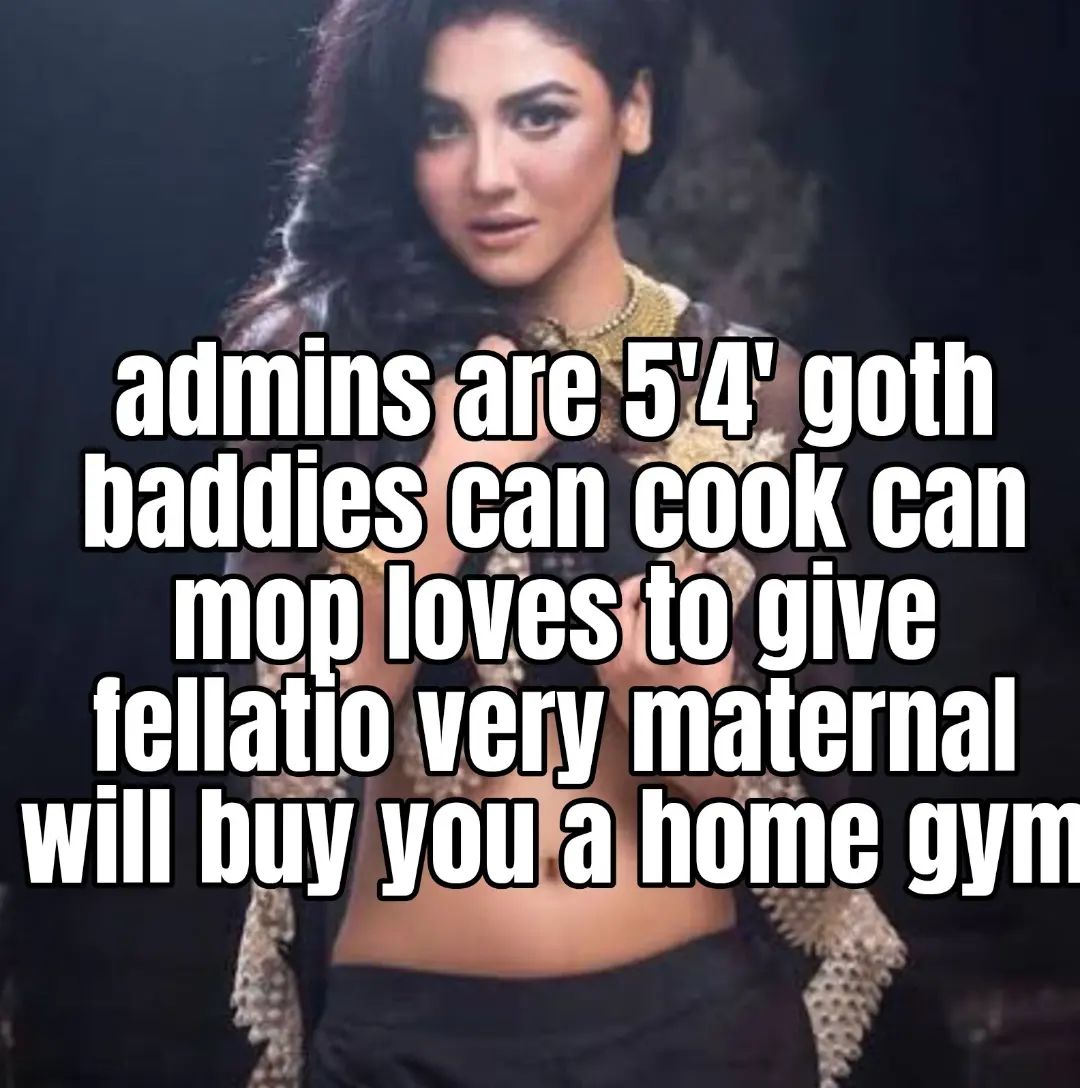 admins are 5'4' goth
baddies can cook can
mop loves to give
fellatio very maternal
will buy you a home gym